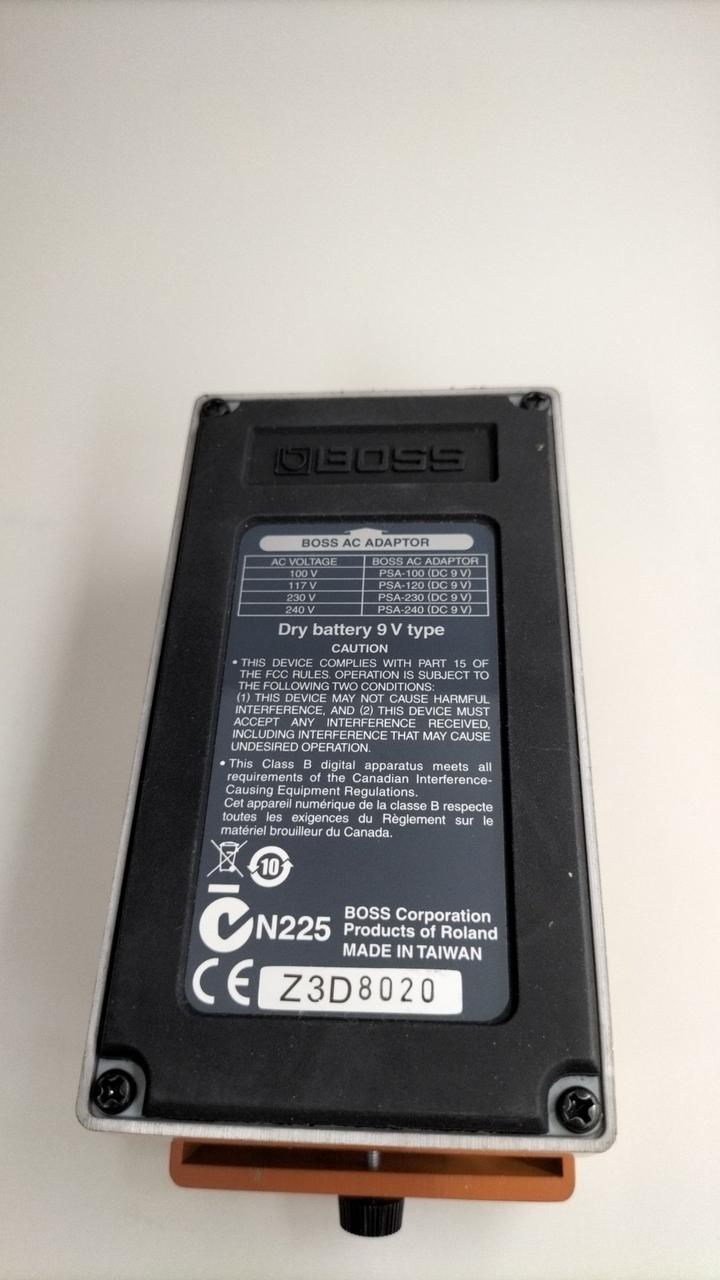 BOSS
BOSS AC ADAPTOR
AC VOLTAGE BOSS AC ADAPTOR
100 V PSA-100 (DC 9 V)
117 V PSA-120 (DC 9 V)
230 V PSA-230 (DC 9 V)
240 V PSA-240 (DC 9 V)
Dry battery 9 V type
CAUTION
• THIS DEVICE COMPLIES WITH PART 15 OF
THE FCC RULES. OPERATION IS SUBJECT TO
THE FOLLOWING TWO CONDITIONS:
(1) THIS DEVICE MAY NOT CAUSE HARMFUL
INTERFERENCE, AND (2) THIS DEVICE MUST
ACCEPT ANY INTERFERENCE RECEIVED,
INCLUDING INTERFERENCE THAT MAY CAUSE
UNDESIRED OPERATION.
• This Class B digital apparatus meets all
requirements of the Canadian Interference-
Causing Equipment Regulations.
Cet appareil numérique de la classe B respecte
toutes les exigences du Règlement sur le
matériel brouilleur du Canada.
10
N225
BOSS Corporation
Products of Roland
MADE IN TAIWAN
CE
Z3D8020